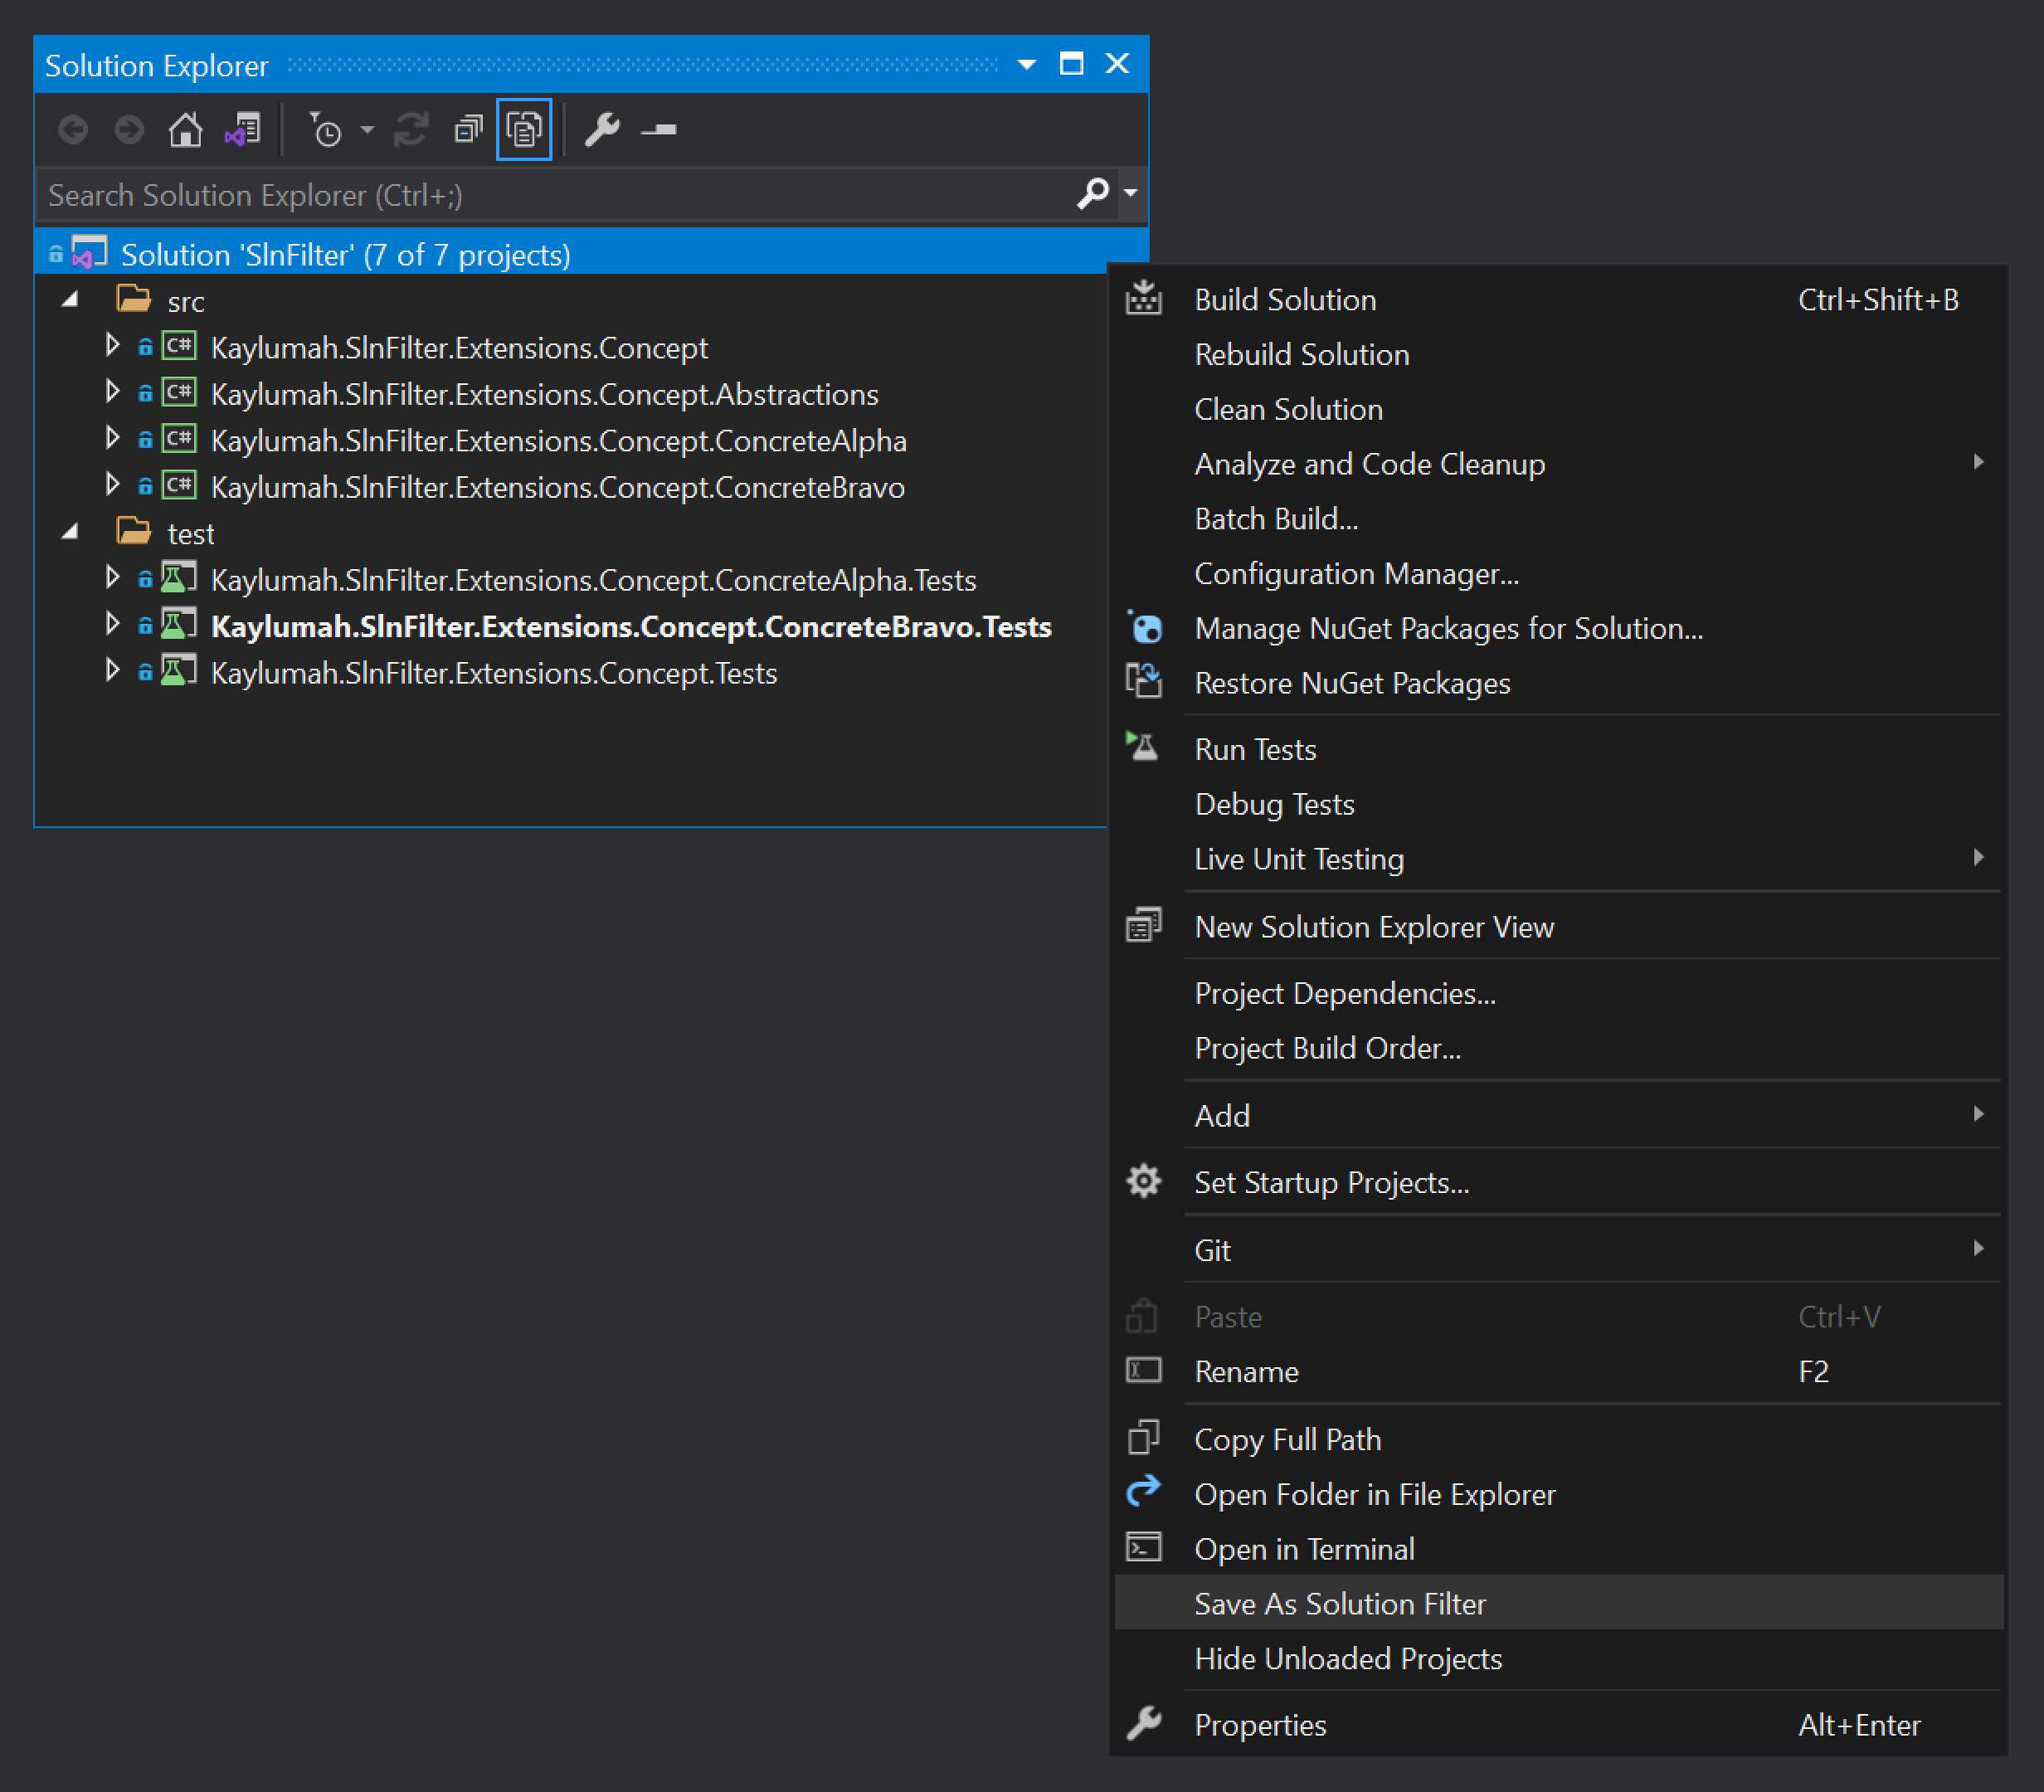 Solution Explorer
Search Solution Explorer (Ctrl+;)
Solution 'SlnFilter' (7 of 7 projects)
src
C# Kaylumah.SlnFilter.Extensions.Concept
C# Kaylumah.SlnFilter.Extensions.Concept.Abstractions
C# Kaylumah.SlnFilter.Extensions.Concept.ConcreteAlpha
C# Kaylumah.SlnFilter.Extensions.Concept.ConcreteBravo
test
Kaylumah.SlnFilter.Extensions.Concept.ConcreteAlpha.Tests
Kaylumah.SlnFilter.Extensions.Concept.ConcreteBravo.Tests
Kaylumah.SlnFilter.Extensions.Concept.Tests
Build Solution Ctrl+Shift+B
Rebuild Solution
Clean Solution
Analyze and Code Cleanup
Batch Build...
Configuration Manager...
Manage NuGet Packages for Solution...
Restore NuGet Packages
Run Tests
Debug Tests
Live Unit Testing
New Solution Explorer View
Project Dependencies...
Project Build Order...
Add
Set Startup Projects...
Git
Paste Ctrl+V
Rename F2
Copy Full Path
Open Folder in File Explorer
Open in Terminal
Save As Solution Filter
Hide Unloaded Projects
Properties Alt+Enter